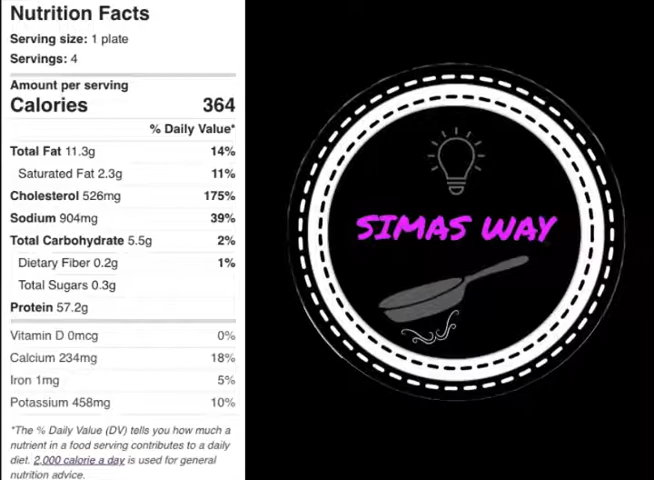 Nutrition Facts
Serving size: 1 plate
Servings: 4
Amount per serving
Calories 364
% Daily Value*
Total Fat 11.3g 14%
Saturated Fat 2.3g 11%
Cholesterol 526mg 175%
Sodium 904mg 39%
Total Carbohydrate 5.5g 2%
Dietary Fiber 0.2g 1%
Total Sugars 0.3g
Protein 57.2g
Vitamin D 0mcg 0%
Calcium 234mg 18%
Iron 1mg 5%
Potassium 458mg 10%
*The % Daily Value (DV) tells you how much a
nutrient in a food serving contributes to a daily
diet. 2,000 calorie a day is used for general
nutrition advice.
SIMAS WAY